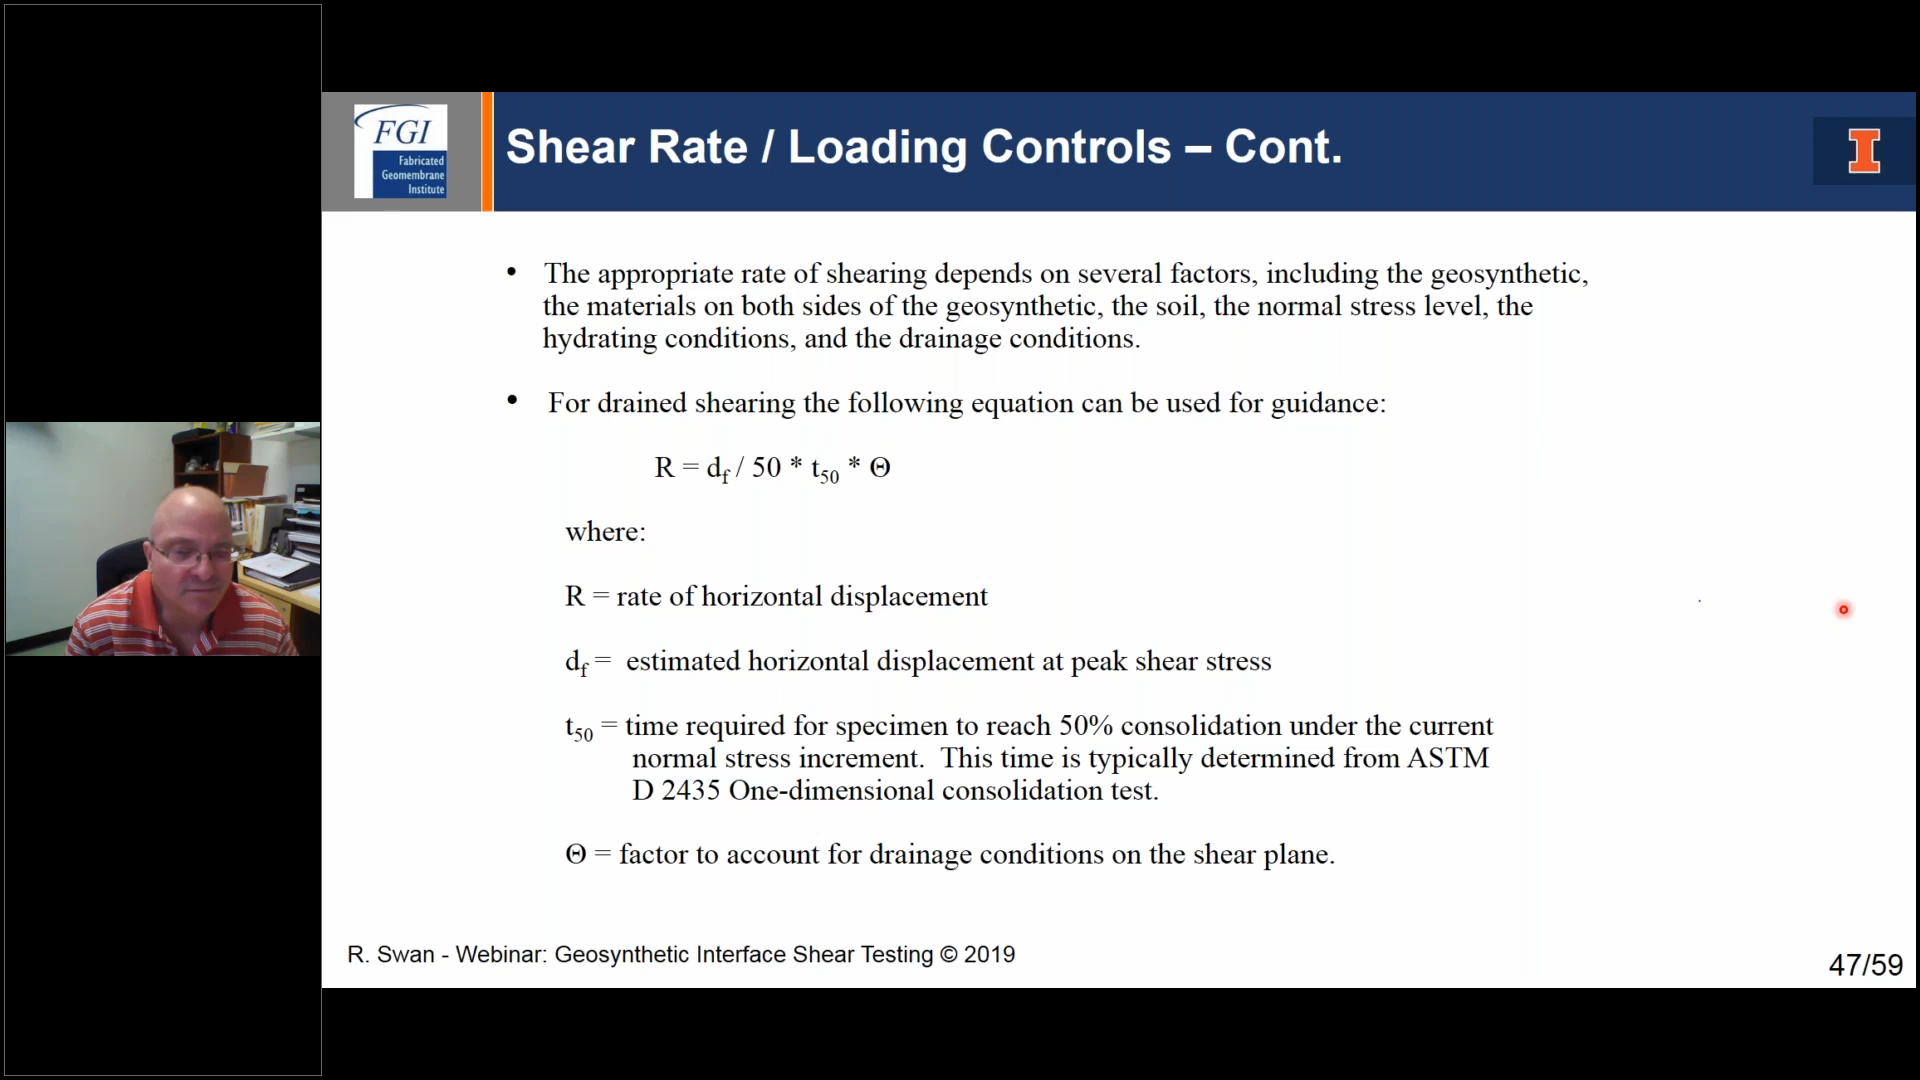 FGI
Fabricated
Geomembrane
Institute
Shear Rate / Loading Controls – Cont.
I
• The appropriate rate of shearing depends on several factors, including the geosynthetic,
the materials on both sides of the geosynthetic, the soil, the normal stress level, the
hydrating conditions, and the drainage conditions.
• For drained shearing the following equation can be used for guidance:
R = df / 50 * t50 * Θ
where:
R = rate of horizontal displacement
df = estimated horizontal displacement at peak shear stress
t50 = time required for specimen to reach 50% consolidation under the current
normal stress increment. This time is typically determined from ASTM
D 2435 One-dimensional consolidation test.
Θ = factor to account for drainage conditions on the shear plane.
R. Swan - Webinar: Geosynthetic Interface Shear Testing © 2019
47/59